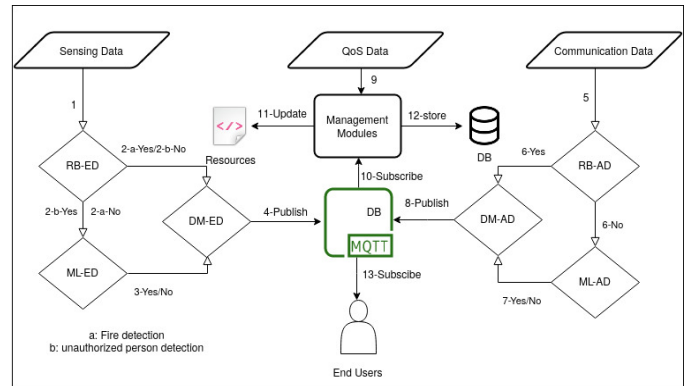 Sensing Data
QoS Data
Communication Data
1
9
5
11-Update
Management
Modules
12-store
</>
Resources
DB
2-a-Yes/2-b-No
RB-ED
6-Yes
RB-AD
10-Subscribe
2-b-Yes
2-a-No
DM-ED
4-Publish
DB
MQTT
8-Publish
DM-AD
6-No
ML-ED
3-Yes/No
13-Subscibe
7-Yes/No
ML-AD
a: Fire detection
b: unauthorized person detection
End Users